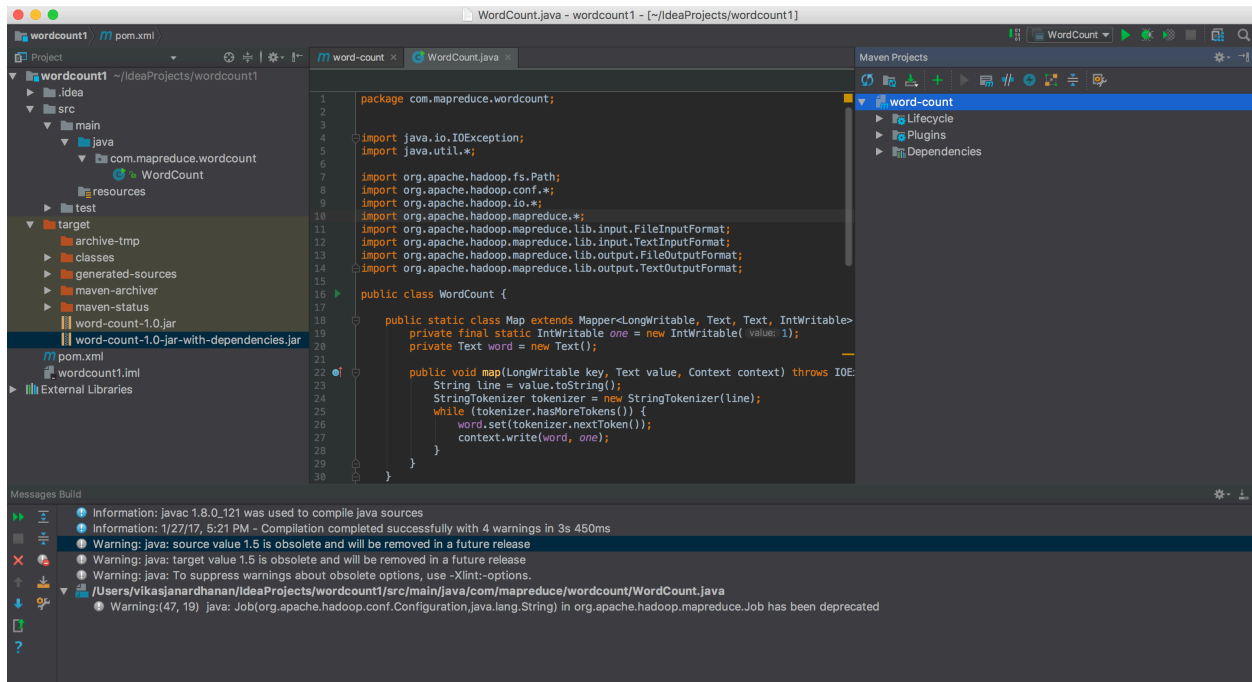 WordCount.java - wordcount1 - [~/IdeaProjects/wordcount1]
wordcount1 m pom.xml
WordCount
Project
word-count
WordCount.java
Maven Projects
wordcount1 ~/IdeaProjects/wordcount1
.idea
src
main
java
com.mapreduce.wordcount
WordCount
resources
test
target
archive-tmp
classes
generated-sources
maven-archiver
maven-status
word-count-1.0.jar
word-count-1.0-jar-with-dependencies.jar
m pom.xml
wordcount1.iml
External Libraries
1 package com.mapreduce.wordcount;
2
3
4 import java.io.IOException;
5 import java.util.*;
6
7 import org.apache.hadoop.fs.Path;
8 import org.apache.hadoop.conf.*;
9 import org.apache.hadoop.io.*;
10 import org.apache.hadoop.mapreduce.*;
11 import org.apache.hadoop.mapreduce.lib.input.FileInputFormat;
12 import org.apache.hadoop.mapreduce.lib.input.TextInputFormat;
13 import org.apache.hadoop.mapreduce.lib.output.FileOutputFormat;
14 import org.apache.hadoop.mapreduce.lib.output.TextOutputFormat;
15
16 public class WordCount {
17
18 public static class Map extends Mapper<LongWritable, Text, Text, IntWritable>
19 private final static IntWritable one = new IntWritable( value: 1);
20 private Text word = new Text();
21
22 public void map(LongWritable key, Text value, Context context) throws IOE
23 String line = value.toString();
24 StringTokenizer tokenizer = new StringTokenizer(line);
25 while (tokenizer.hasMoreTokens()) {
26 word.set(tokenizer.nextToken());
27 context.write(word, one);
28 }
29 }
30 }
word-count
Lifecycle
Plugins
Dependencies
Messages Build
Information: javac 1.8.0_121 was used to compile java sources
Information: 1/27/17, 5:21 PM - Compilation completed successfully with 4 warnings in 3s 450ms
Warning: java: source value 1.5 is obsolete and will be removed in a future release
Warning: java: target value 1.5 is obsolete and will be removed in a future release
Warning: java: To suppress warnings about obsolete options, use -Xlint:-options.
/Users/vikasjanardhanan/IdeaProjects/wordcount1/src/main/java/com/mapreduce/wordcount/WordCount.java
Warning:(47, 19) java: Job(org.apache.hadoop.conf.Configuration,java.lang.String) in org.apache.hadoop.mapreduce.Job has been deprecated